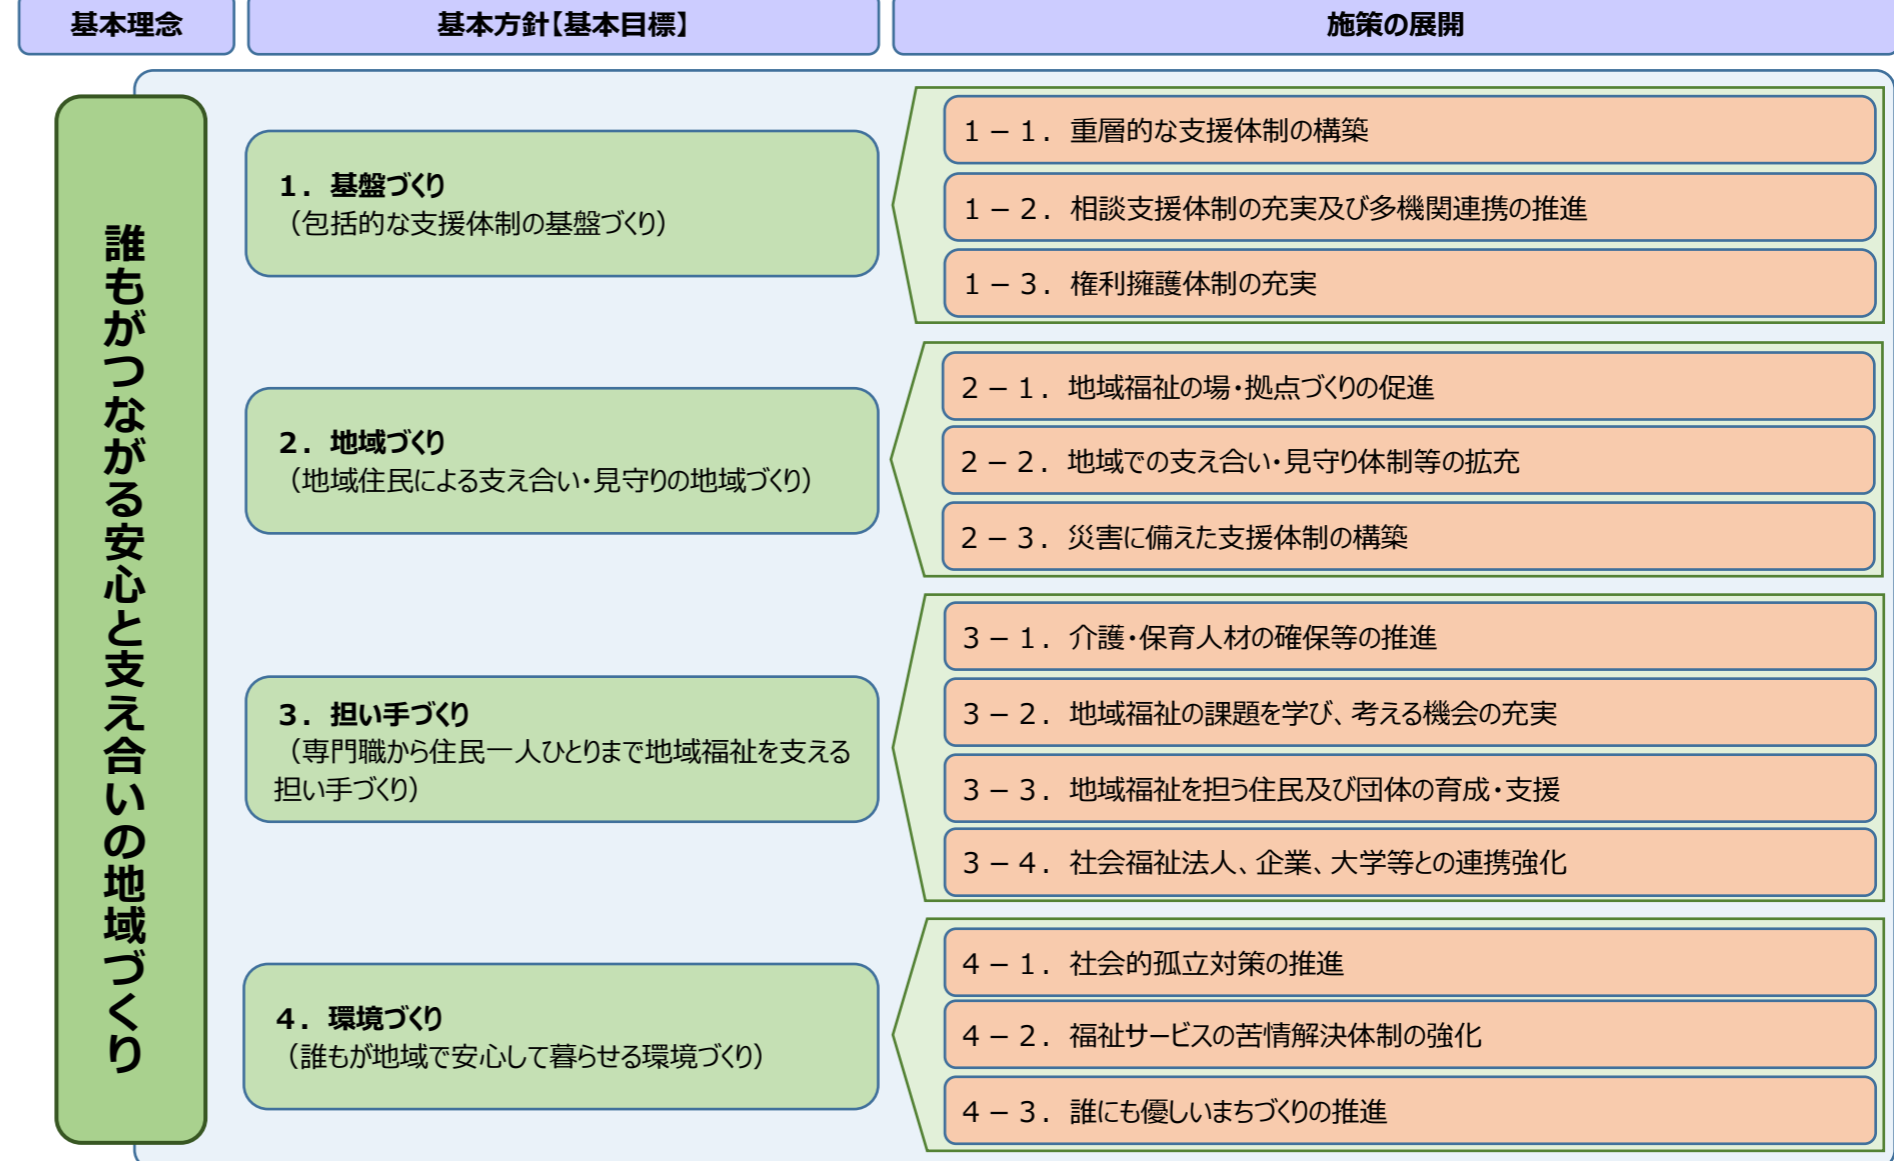 基本理念
基本方針【基本目標】
施策の展開
誰もがつながる安心と支え合いの地域づくり
１．基盤づくり
（包括的な支援体制の基盤づくり）
１－１．重層的な支援体制の構築
１－２．相談支援体制の充実及び多機関連携の推進
１－３．権利擁護体制の充実
２．地域づくり
（地域住民による支え合い・見守りの地域づくり）
２－１．地域福祉の場・拠点づくりの促進
２－２．地域での支え合い・見守り体制等の拡充
２－３．災害に備えた支援体制の構築
３．担い手づくり
（専門職から住民一人ひとりまで地域福祉を支える
担い手づくり）
３－１．介護・保育人材の確保等の推進
３－２．地域福祉の課題を学び、考える機会の充実
３－３．地域福祉を担う住民及び団体の育成・支援
３－４．社会福祉法人、企業、大学等との連携強化
４．環境づくり
（誰もが地域で安心して暮らせる環境づくり）
４－１．社会的孤立対策の推進
４－２．福祉サービスの苦情解決体制の強化
４－３．誰にも優しいまちづくりの推進